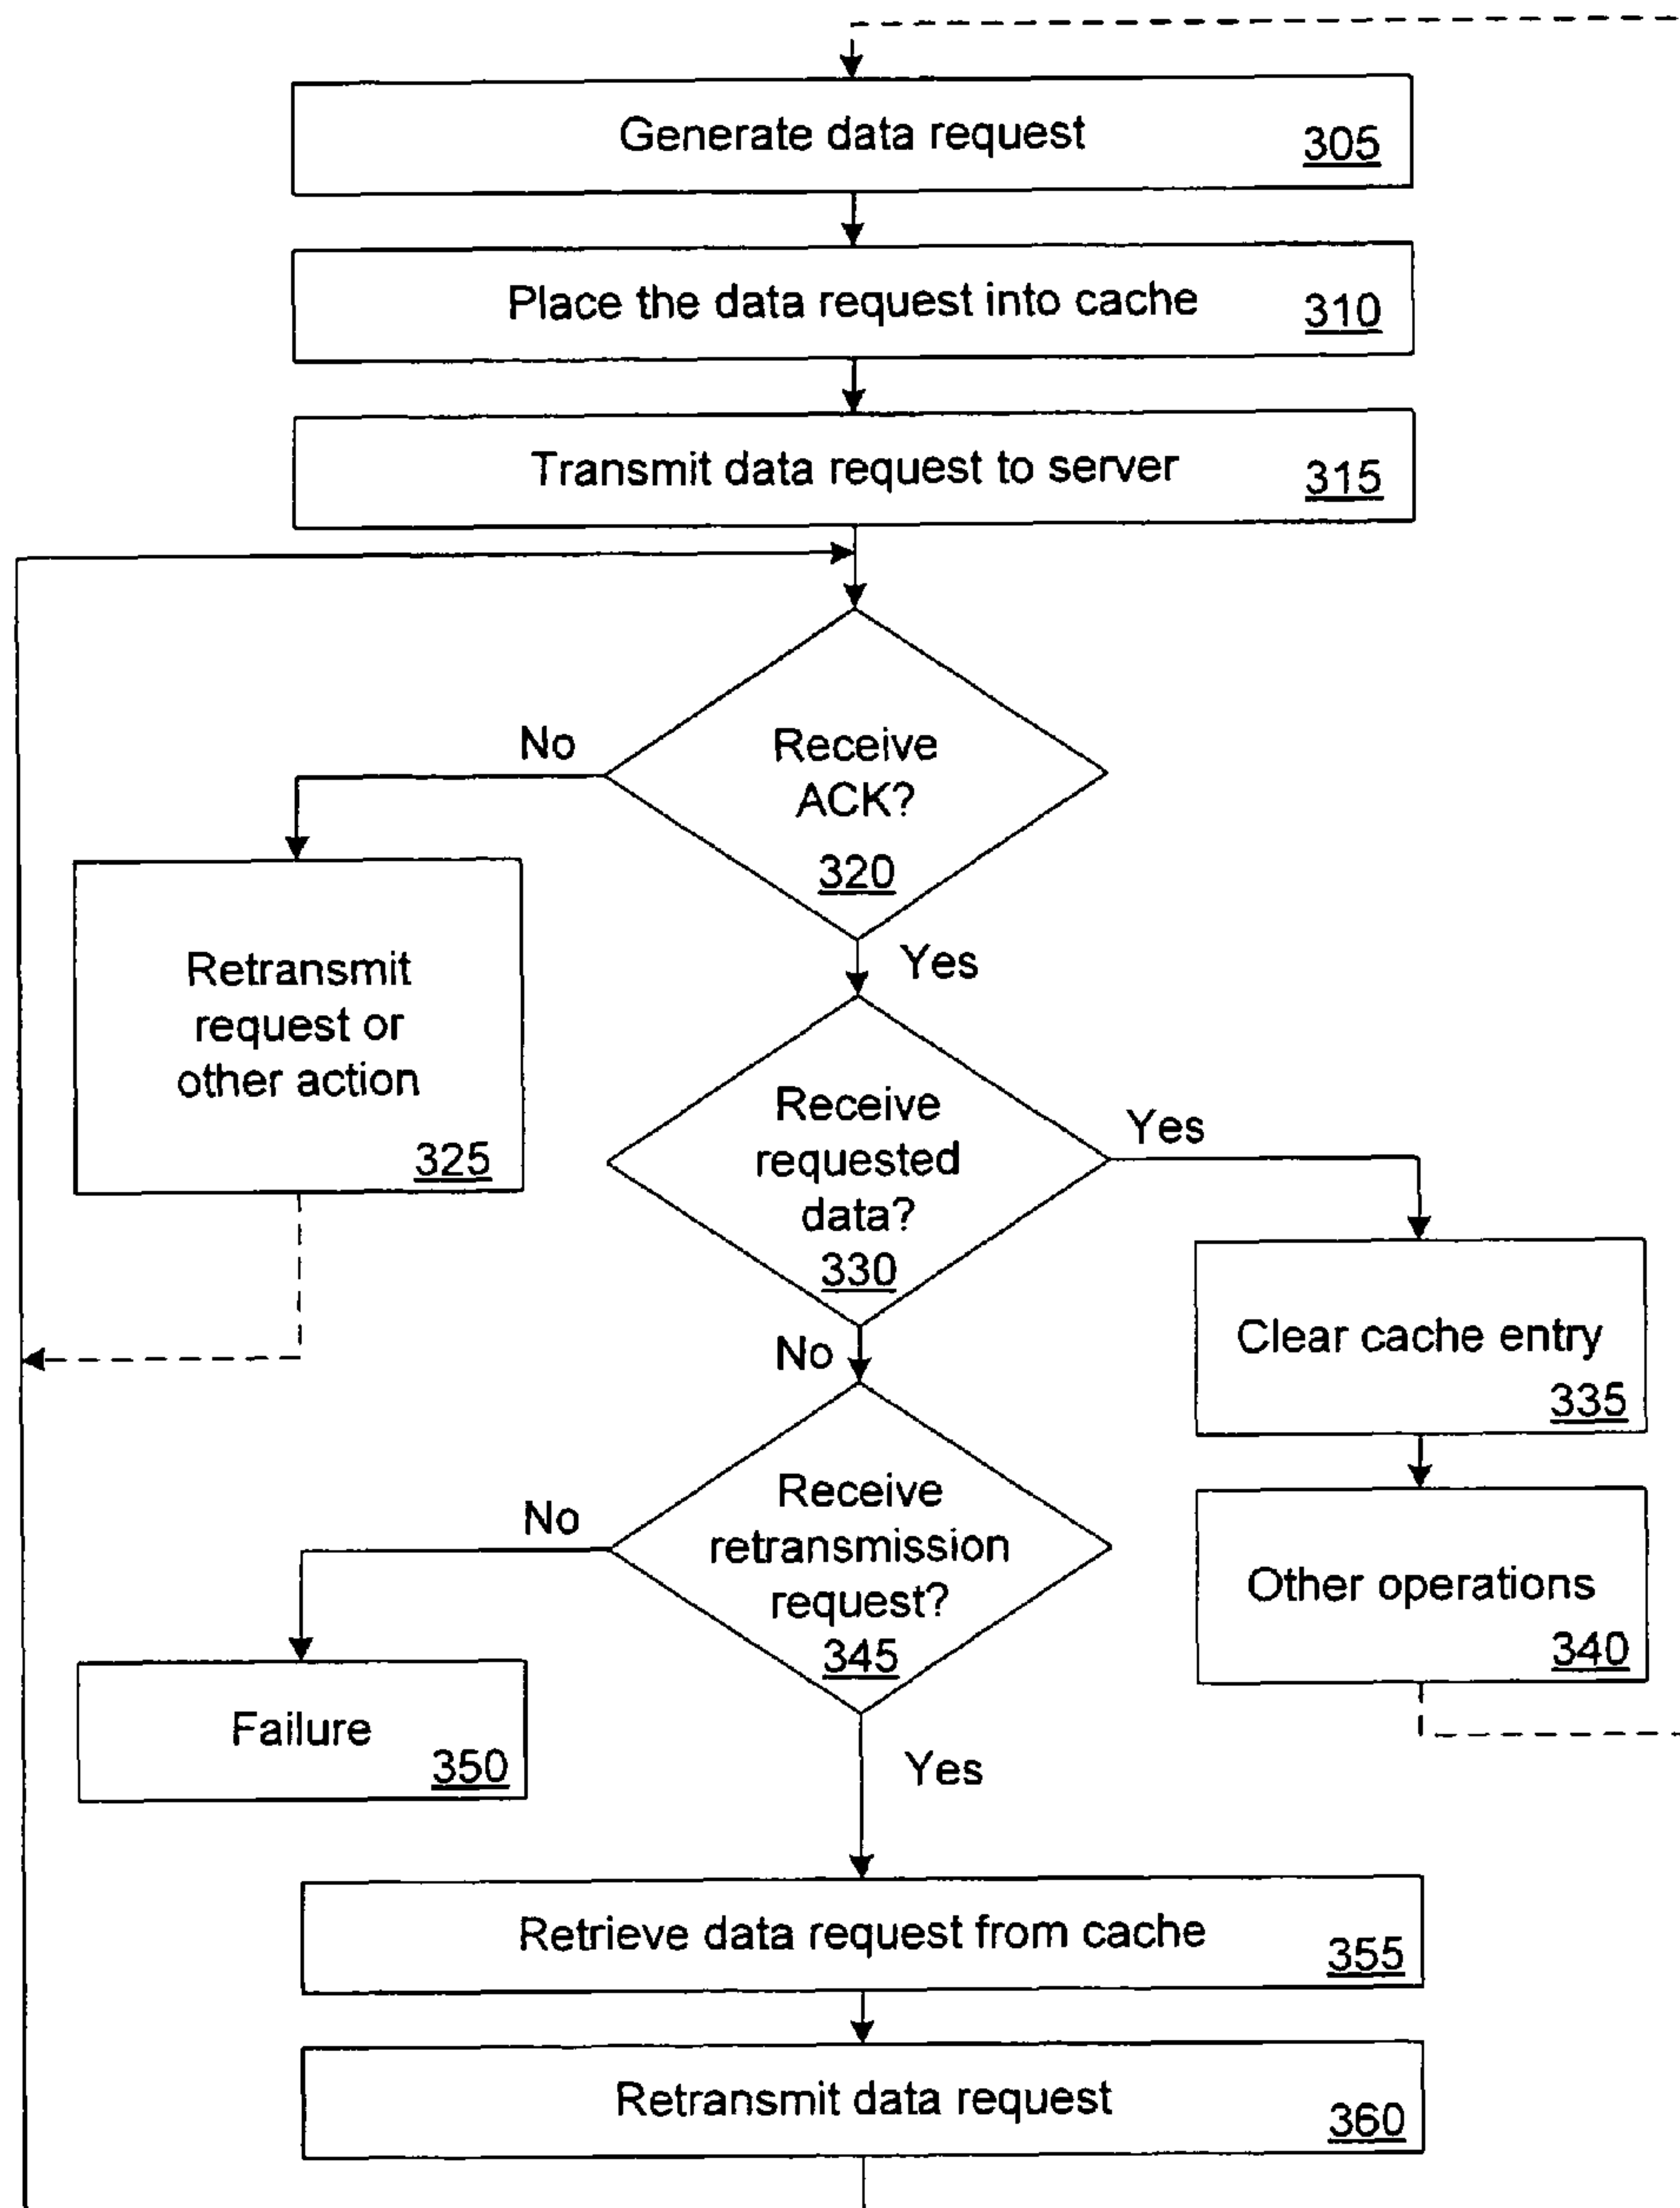 Generate data request
305
Place the data request into cache
310
Transmit data request to server
315
No
Receive
ACK?
320
Yes
Retransmit
request or
other action
325
Receive
requested
data?
330
Yes
No
Clear cache entry
335
Receive
retransmission
request?
345
No
Other operations
340
Failure
350
Yes
Retrieve data request from cache
355
Retransmit data request
360